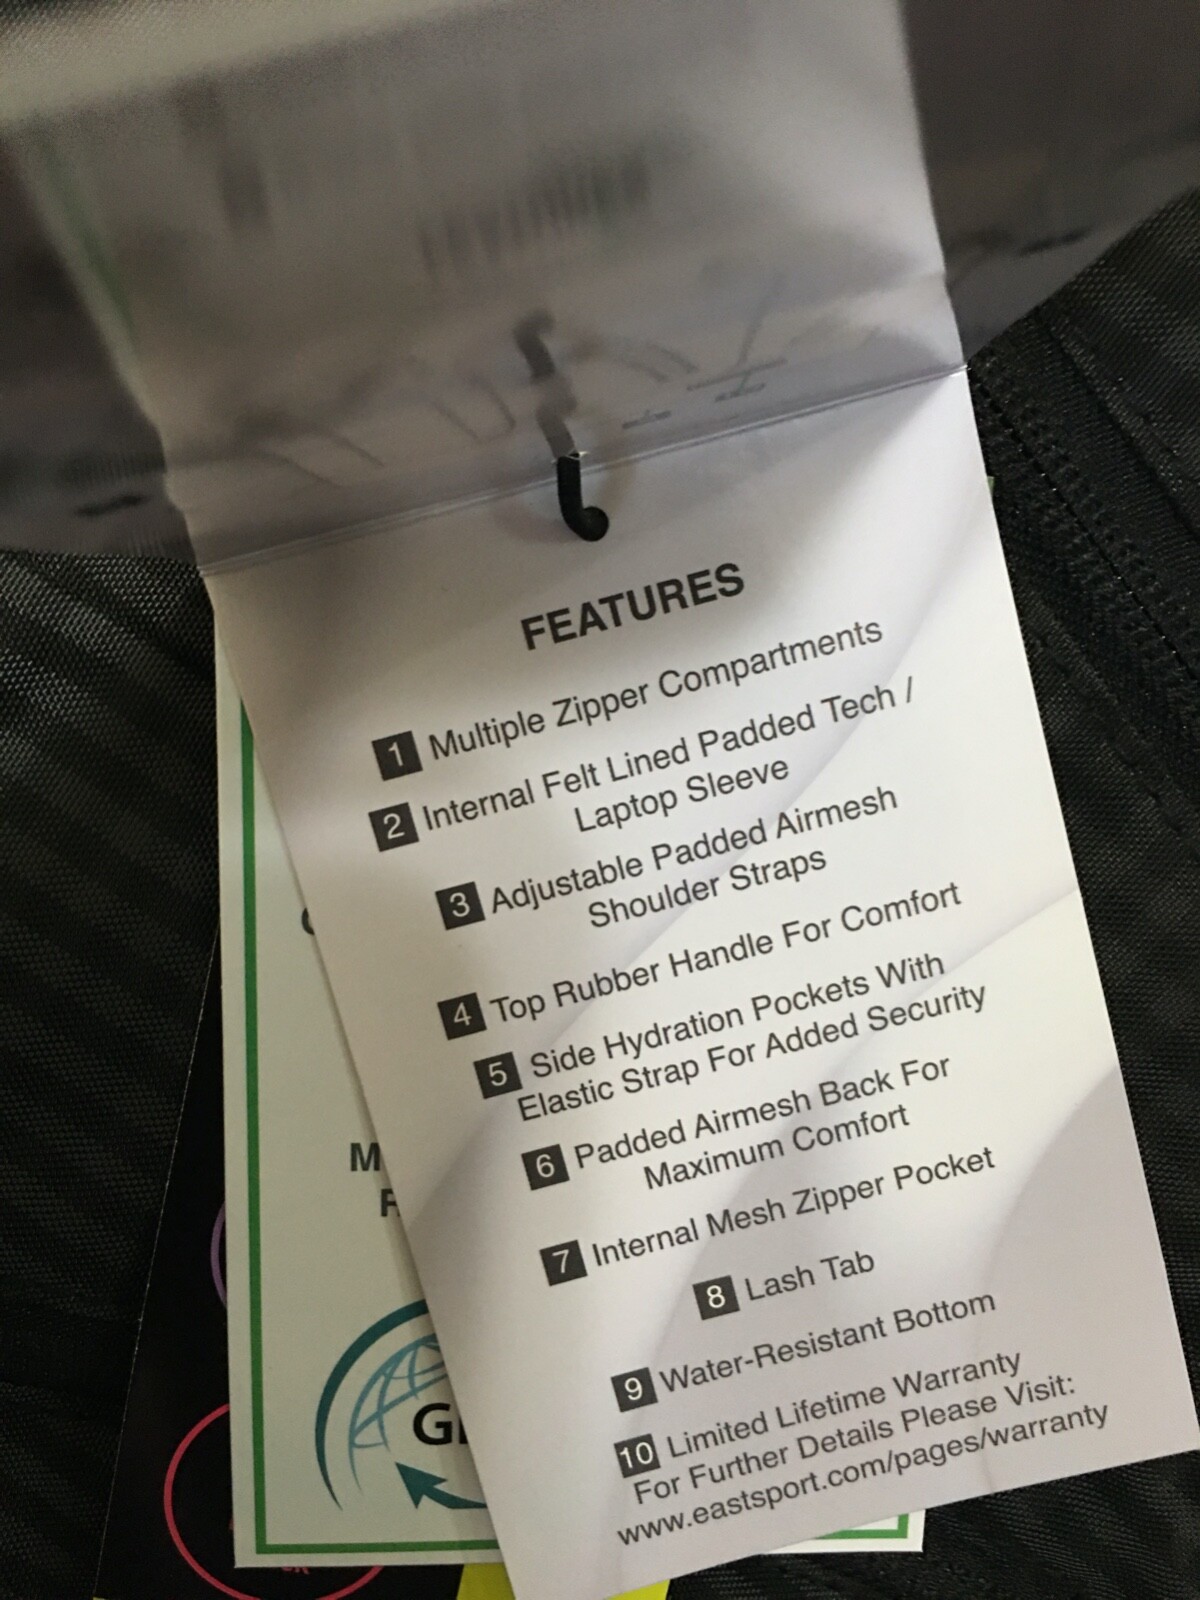 FEATURES
1 Multiple Zipper Compartments
2 Internal Felt Lined Padded Tech /
Laptop Sleeve
3 Adjustable Padded Airmesh
Shoulder Straps
4 Top Rubber Handle For Comfort
5 Side Hydration Pockets With
Elastic Strap For Added Security
6 Padded Airmesh Back For
Maximum Comfort
7 Internal Mesh Zipper Pocket
8 Lash Tab
9 Water-Resistant Bottom
10 Limited Lifetime Warranty
For Further Details Please Visit:
www.eastsport.com/pages/warranty